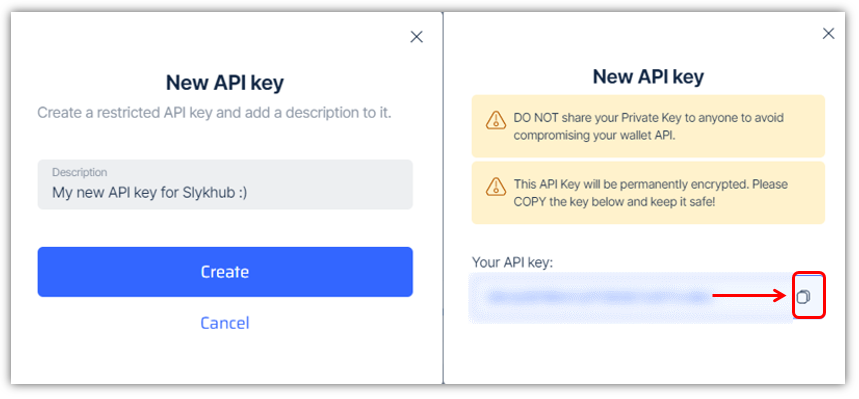 New API key
Create a restricted API key and add a description to it.
Description
My new API key for Slykhub :)
Create
Cancel
New API key
DO NOT share your Private Key to anyone to avoid
compromising your wallet API.
This API Key will be permanently encrypted. Please
COPY the key below and keep it safe!
Your API key: